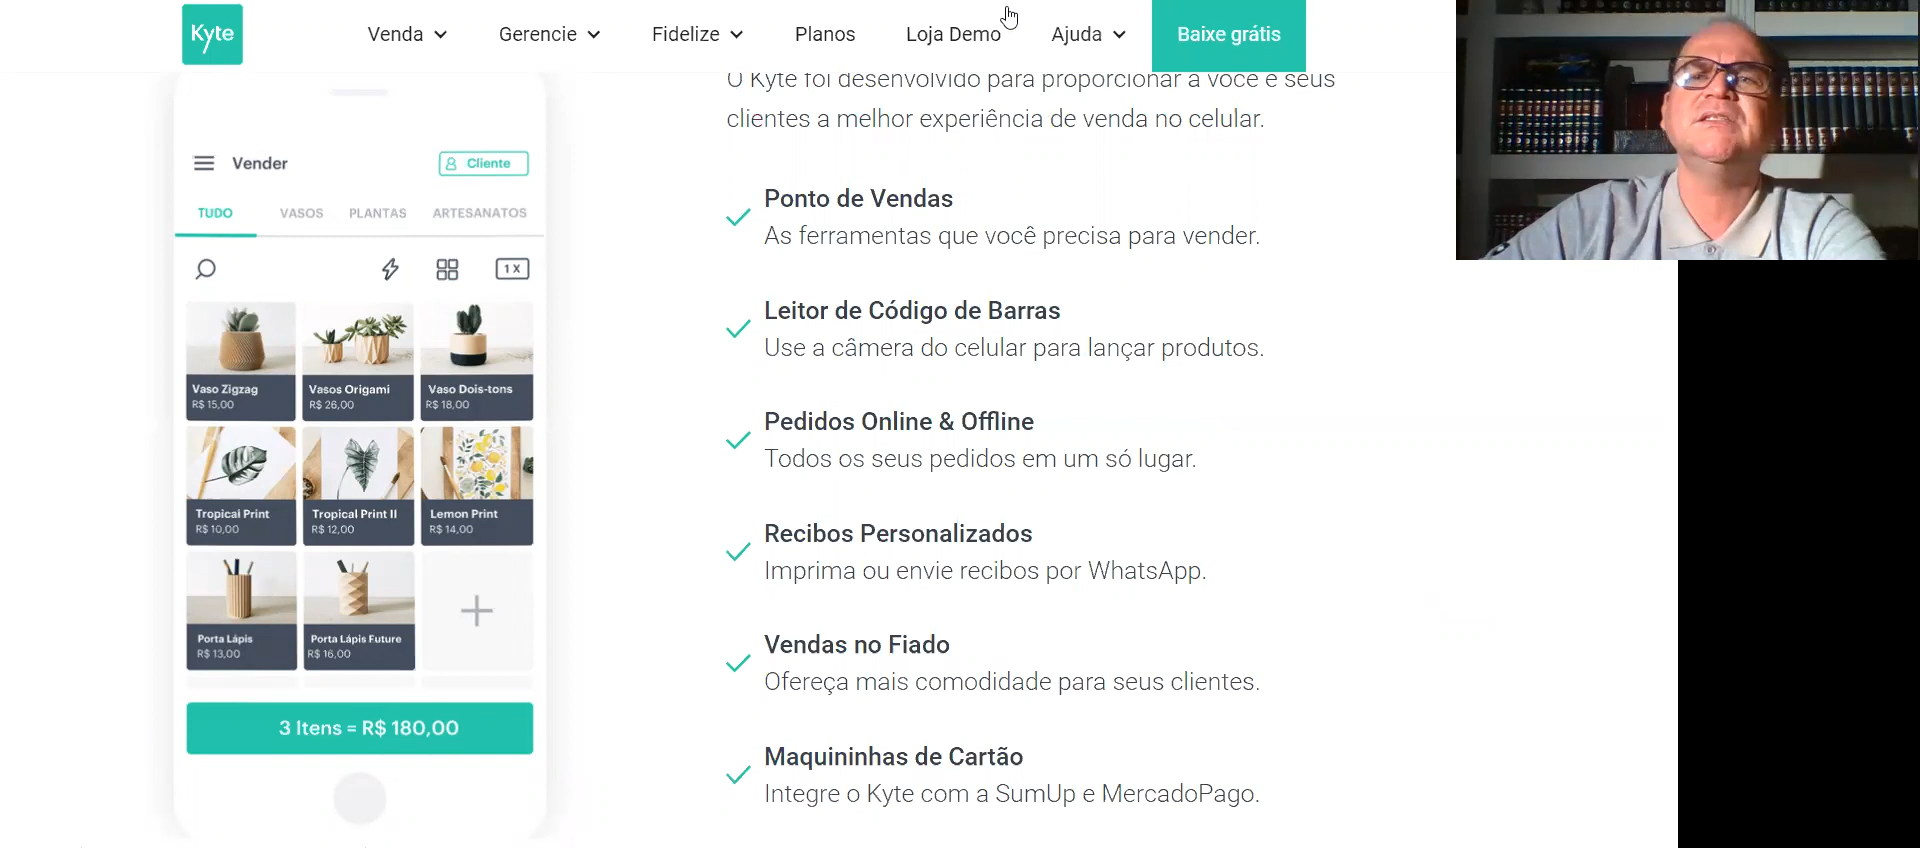 Kyte
Venda
Gerencie
Fidelize
Planos
Loja Demo
Ajuda
Baixe grátis
O Kyte foi desenvolvido para proporcionar a você e seus
clientes a melhor experiência de venda no celular.
Vender
Cliente
TUDO
VASOS
PLANTAS
ARTESANATOS
1 X
Vaso Zigzag
R$ 15,00
Vasos Origami
R$ 26,00
Vaso Dois-tons
R$ 18,00
Tropical Print
R$ 10,00
Tropical Print II
R$ 12,00
Lemon Print
R$ 14,00
Porta Lápis
R$ 13,00
Porta Lápis Future
R$ 16,00
3 Itens = R$ 180,00
Ponto de Vendas
As ferramentas que você precisa para vender.
Leitor de Código de Barras
Use a câmera do celular para lançar produtos.
Pedidos Online & Offline
Todos os seus pedidos em um só lugar.
Recibos Personalizados
Imprima ou envie recibos por WhatsApp.
Vendas no Fiado
Ofereça mais comodidade para seus clientes.
Maquininhas de Cartão
Integre o Kyte com a SumUp e MercadoPago.